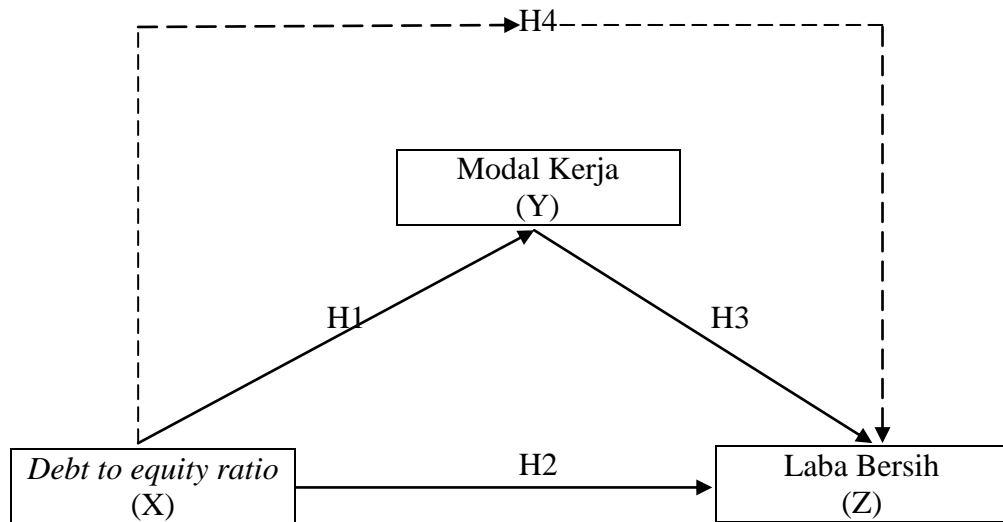 H4
Modal Kerja
(Y)
H1
H3
Debt to equity ratio
(X)
H2
Laba Bersih
(Z)